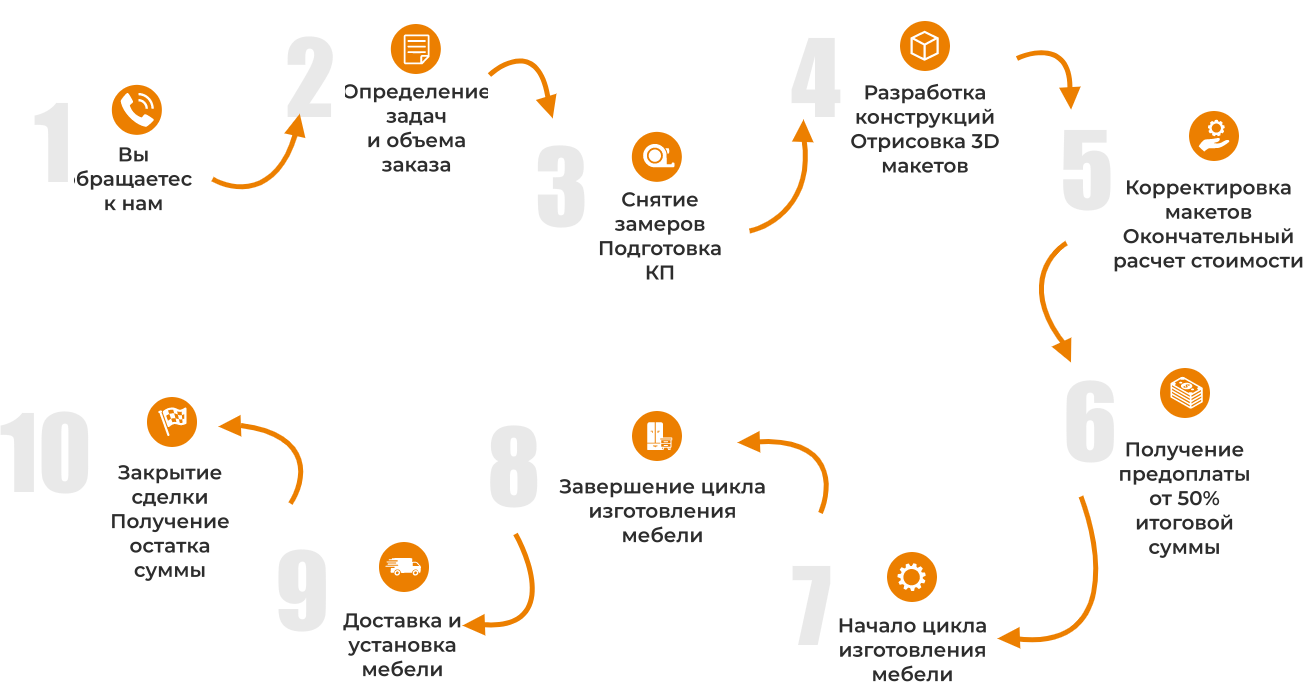 1
Вы
бращаетес
к нам
2
Определение
задач
и объема
заказа
3
Снятие
замеров
Подготовка
КП
4
Разработка
конструкций
Отрисовка 3D
макетов
5
Корректировка
макетов
Окончательный
расчет стоимости
6
Получение
предоплаты
от 50%
итоговой
суммы
7
Начало цикла
изготовления
мебели
8
Завершение цикла
изготовления
мебели
9
Доставка и
установка
мебели
10
Закрытие
сделки
Получение
остатка
суммы